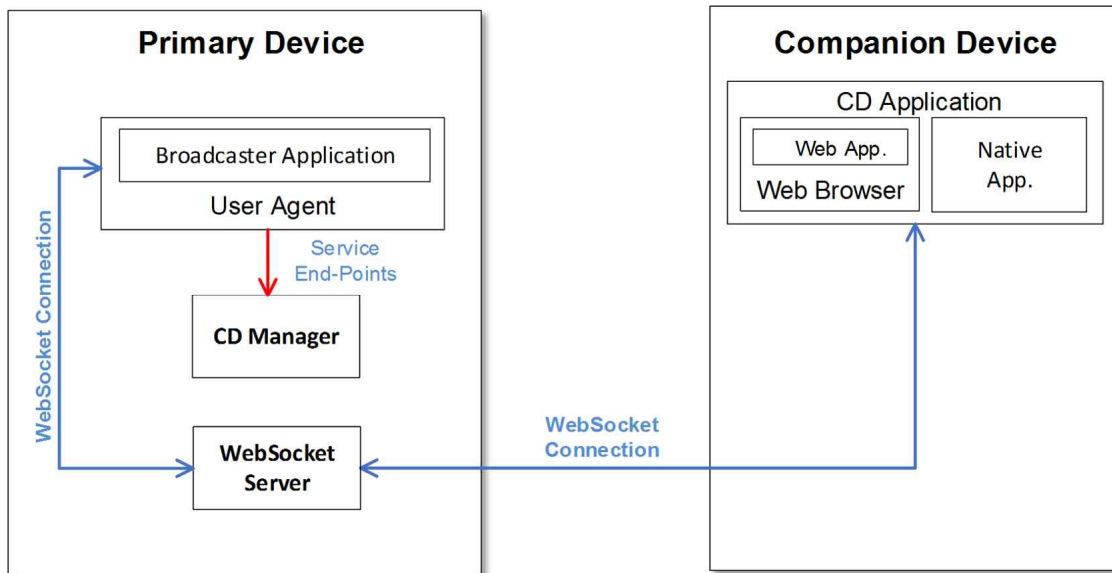 Primary Device
Companion Device
CD Application
Broadcaster Application
User Agent
Web App.
Web Browser
Native
App.
WebSocket Connection
Service
End-Points
CD Manager
WebSocket
Server
WebSocket
Connection